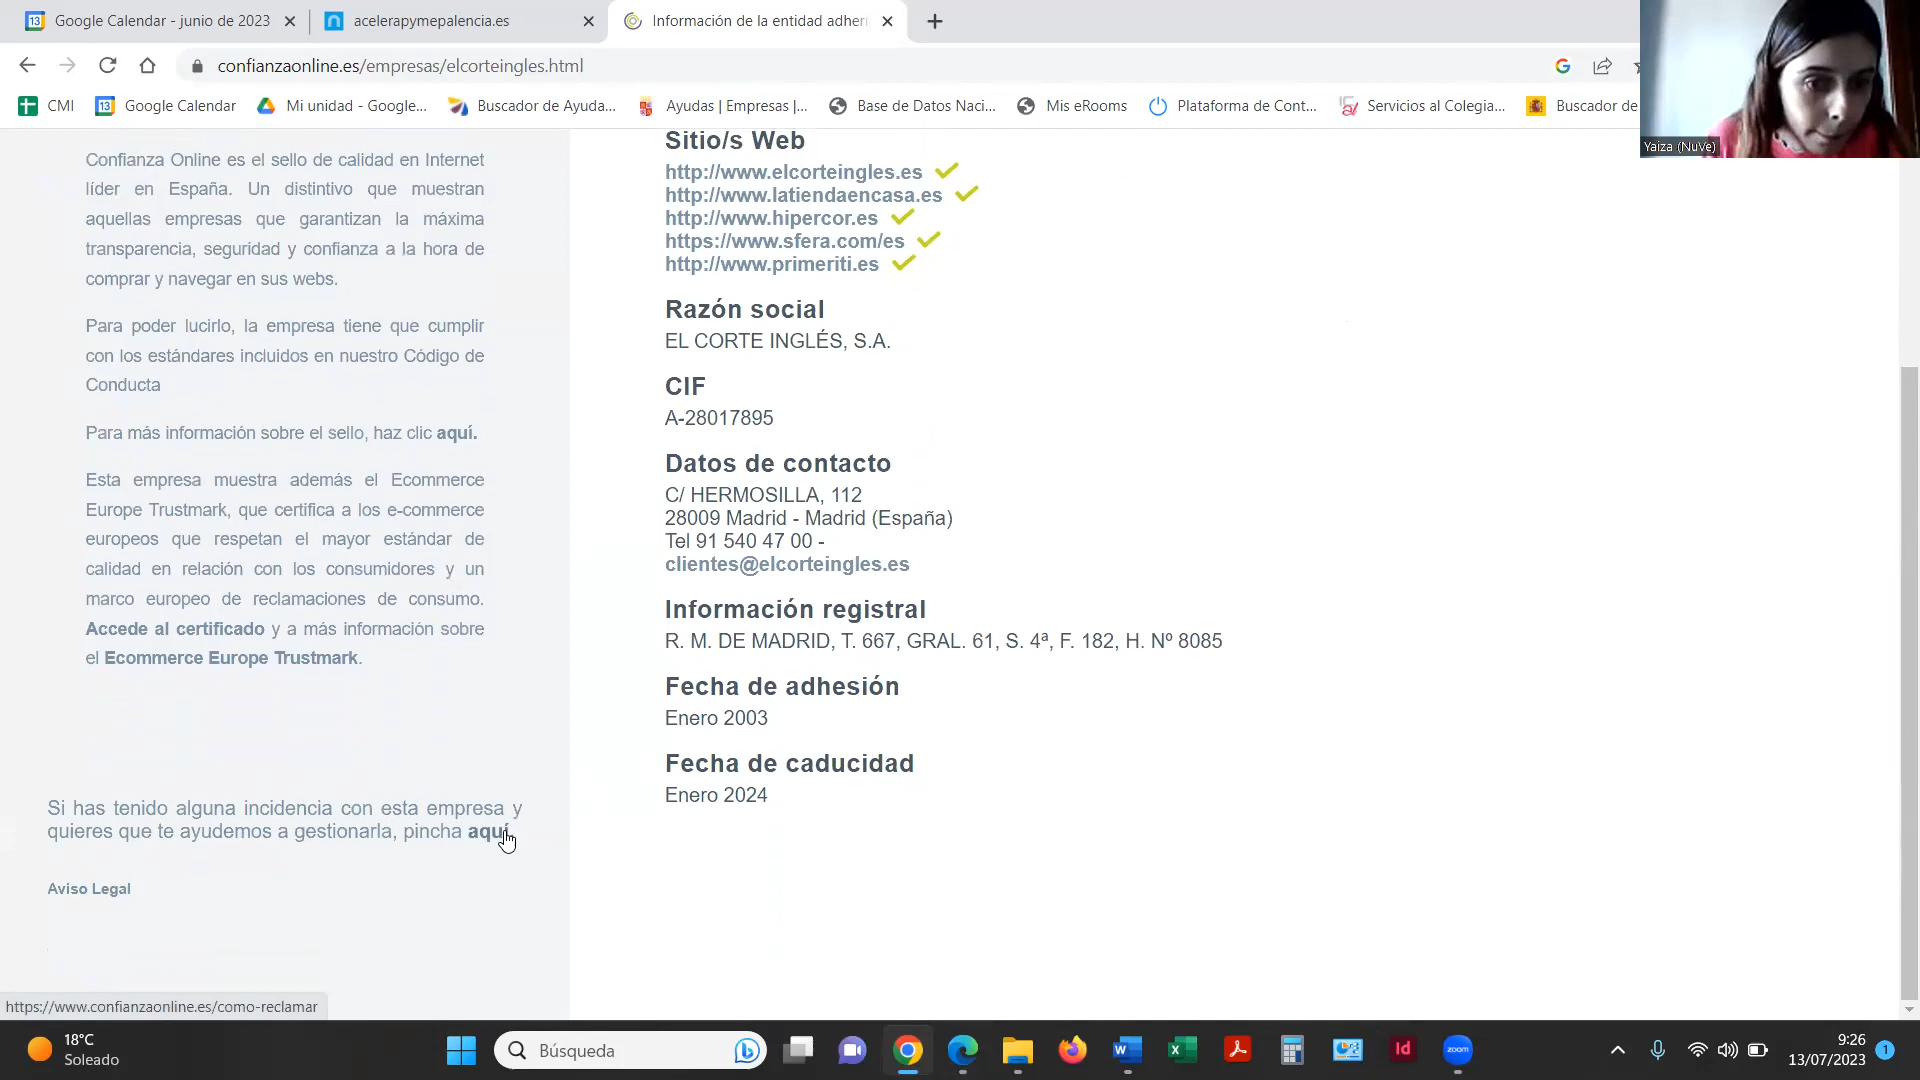 Google Calendar - junio de 2023
acelerapymepalencia.es
Información de la entidad adheri
confianzaonline.es/empresas/elcorteingles.html
CMI
Google Calendar
Mi unidad - Google...
Buscador de Ayuda...
Ayudas | Empresas |...
Base de Datos Naci...
Mis eRooms
Plataforma de Cont...
Servicios al Colegia...
Buscador de
Yaiza (NuVe)
Confianza Online es el sello de calidad en Internet
líder en España. Un distintivo que muestran
aquellas empresas que garantizan la máxima
transparencia, seguridad y confianza a la hora de
comprar y navegar en sus webs.
Para poder lucirlo, la empresa tiene que cumplir
con los estándares incluidos en nuestro Código de
Conducta
Para más información sobre el sello, haz clic aquí.
Esta empresa muestra además el Ecommerce
Europe Trustmark, que certifica a los e-commerce
europeos que respetan el mayor estándar de
calidad en relación con los consumidores y un
marco europeo de reclamaciones de consumo.
Accede al certificado y a más información sobre
el Ecommerce Europe Trustmark.
Si has tenido alguna incidencia con esta empresa y
quieres que te ayudemos a gestionarla, pincha aquí
Aviso Legal
Sitio/s Web
http://www.elcorteingles.es
http://www.latiendaencasa.es
http://www.hipercor.es
https://www.sfera.com/es
http://www.primeriti.es
Razón social
EL CORTE INGLÉS, S.A.
CIF
A-28017895
Datos de contacto
C/ HERMOSILLA, 112
28009 Madrid - Madrid (España)
Tel 91 540 47 00 -
clientes@elcorteingles.es
Información registral
R. M. DE MADRID, T. 667, GRAL. 61, S. 4ª, F. 182, H. Nº 8085
Fecha de adhesión
Enero 2003
Fecha de caducidad
Enero 2024
https://www.confianzaonline.es/como-reclamar
18°C
Soleado
Búsqueda
Id
zoom
9:26
13/07/2023
1